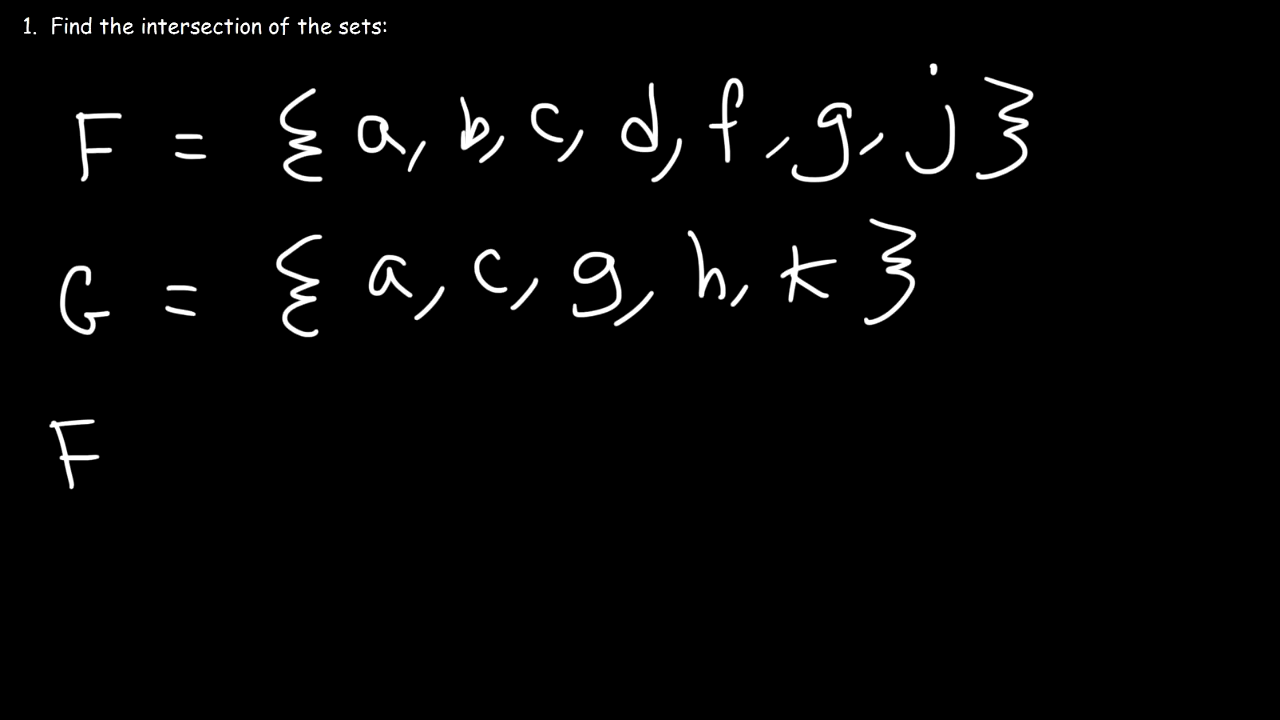 1. Find the intersection of the sets:
F = { a, b, c, d, f, g, j }
G = { a, c, g, h, k }
F